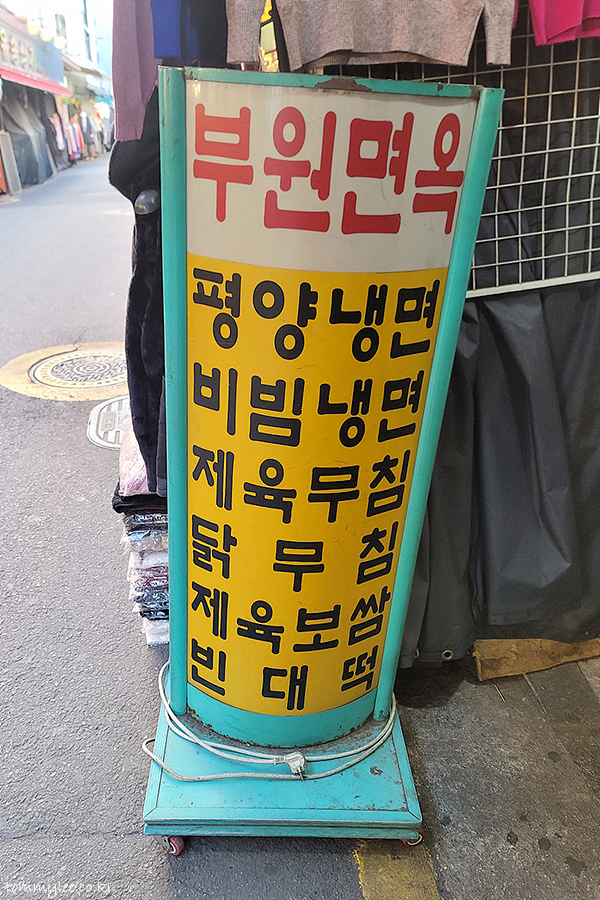 부원면옥
평양냉면
비빔냉면
제육무침
닭무침
제육보쌈
빈대떡
tommylee.co.kr